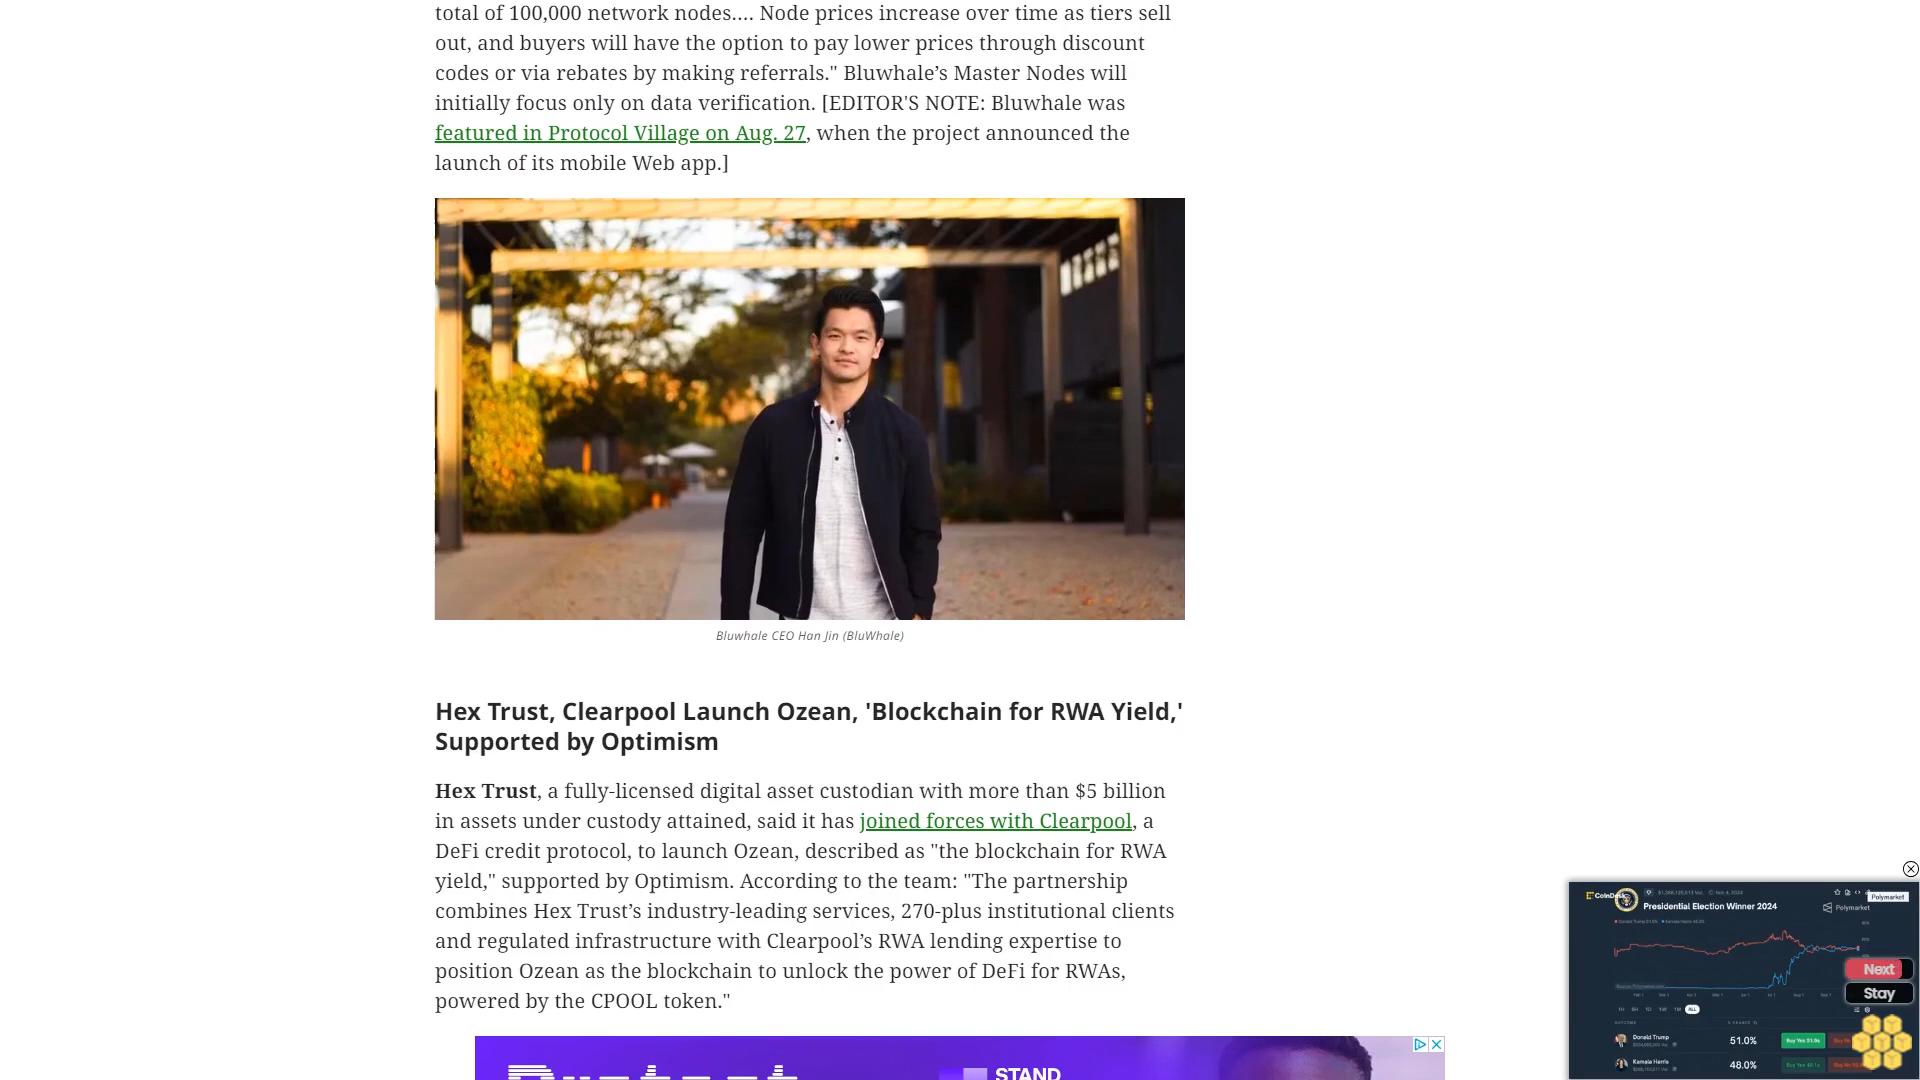 total of 100,000 network nodes.... Node prices increase over time as tiers sell
out, and buyers will have the option to pay lower prices through discount
codes or via rebates by making referrals." Bluwhale’s Master Nodes will
initially focus only on data verification. [EDITOR'S NOTE: Bluwhale was
featured in Protocol Village on Aug. 27, when the project announced the
launch of its mobile Web app.]
Bluwhale CEO Han Jin (BluWhale)
Hex Trust, Clearpool Launch Ozean, 'Blockchain for RWA Yield,'
Supported by Optimism
Hex Trust, a fully-licensed digital asset custodian with more than $5 billion
in assets under custody attained, said it has joined forces with Clearpool, a
DeFi credit protocol, to launch Ozean, described as "the blockchain for RWA
yield," supported by Optimism. According to the team: "The partnership
combines Hex Trust’s industry-leading services, 270-plus institutional clients
and regulated infrastructure with Clearpool’s RWA lending expertise to
position Ozean as the blockchain to unlock the power of DeFi for RWAs,
powered by the CPOOL token."
STAND
Polymarket
Presidential Election Winner 2024
Polymarket
Next
Stay
ALL
Donald Trump
51.0%
Kamala Harris
48.0%